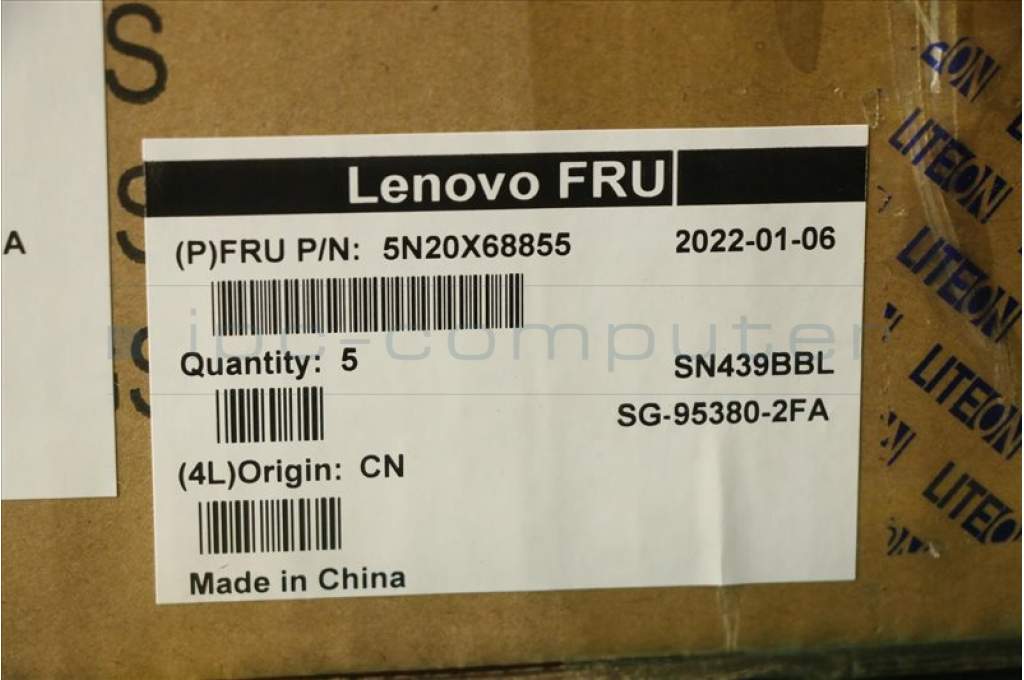 S
A
Lenovo FRU
(P)FRU P/N: 5N20X68855
2022-01-06
Quantity: 5
SN439BBL
SG-95380-2FA
(4L)Origin: CN
Made in China
LITEON
LITEON
LITEON
LITEO